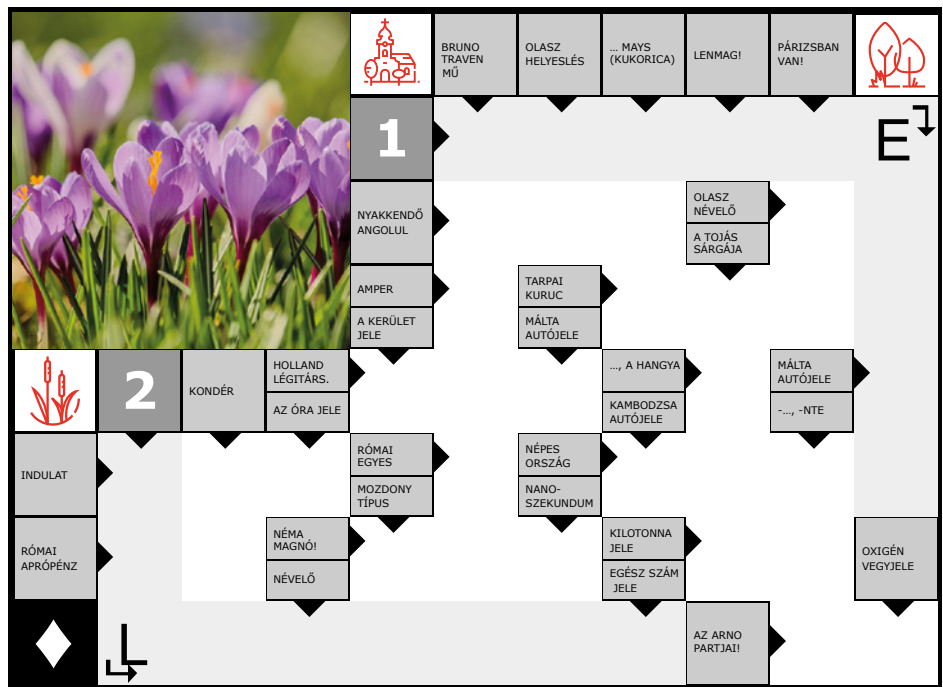 BRUNO
TRAVEN
MŰ
OLASZ
HELYESLÉS
... MAYS
(KUKORICA)
LENMAG!
PÁRIZSBAN
VAN!
1
E
NYAKKENDŐ
ANGOLUL
OLASZ
NÉVELŐ
A TOJÁS
SÁRGÁJA
AMPER
A KERÜLET
JELE
TARPAI
KURUC
MÁLTA
AUTÓJELE
2
KONDÉR
HOLLAND
LÉGITÁRS.
AZ ÓRA JELE
..., A HANGYA
KAMBODZSA
AUTÓJELE
MÁLTA
AUTÓJELE
-..., -NTE
INDULAT
RÓMAI
EGYES
MOZDONY
TÍPUS
NÉPES
ORSZÁG
NANO-
SZEKUNDUM
RÓMAI
APRÓPÉNZ
NÉMA
MAGNÓ!
NÉVELŐ
KILOTONNA
JELE
EGÉSZ SZÁM
JELE
OXIGÉN
VEGYJELE
L
AZ ARNO
PARTJAI!